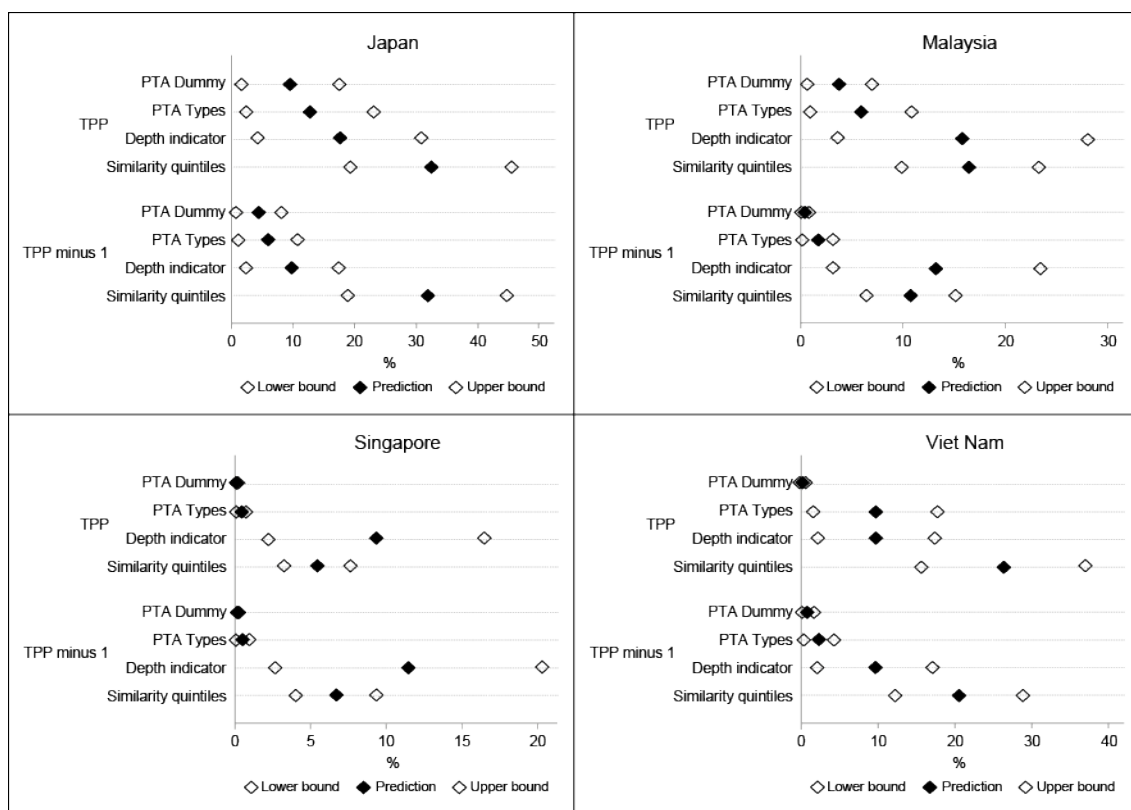 Japan
TPP
PTA Dummy
PTA Types
Depth indicator
Similarity quintiles
TPP minus 1
PTA Dummy
PTA Types
Depth indicator
Similarity quintiles
0 10 20 30 40 50
%
Lower bound Prediction Upper bound
Malaysia
TPP
PTA Dummy
PTA Types
Depth indicator
Similarity quintiles
TPP minus 1
PTA Dummy
PTA Types
Depth indicator
Similarity quintiles
0 10 20 30
%
Lower bound Prediction Upper bound
Singapore
TPP
PTA Dummy
PTA Types
Depth indicator
Similarity quintiles
TPP minus 1
PTA Dummy
PTA Types
Depth indicator
Similarity quintiles
0 5 10 15 20
%
Lower bound Prediction Upper bound
Viet Nam
TPP
PTA Dummy
PTA Types
Depth indicator
Similarity quintiles
TPP minus 1
PTA Dummy
PTA Types
Depth indicator
Similarity quintiles
0 10 20 30 40
%
Lower bound Prediction Upper bound